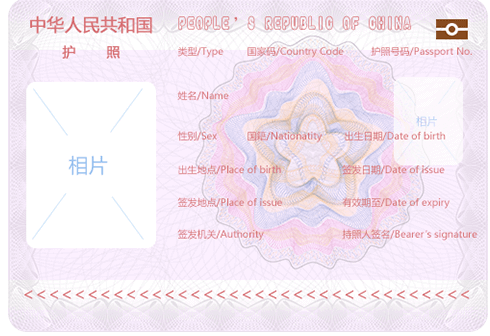 中华人民共和国 PEOPLE'S REPUBLIC OF CHINA
护 照 类型/Type 国家码/Country Code 护照号码/Passport No.
姓名/Name
相片
性别/Sex 国籍/Nationatity 出生日期/Date of birth
相片
出生地点/Place of birth 签发日期/Date of issue
签发地点/Place of issue 有效期至/Date of expiry
签发机关/Authority 持照人签名/Bearer's signature
<<<<<<<<<<<<<<<<<<<<<<<<<<<<<<<<<<<